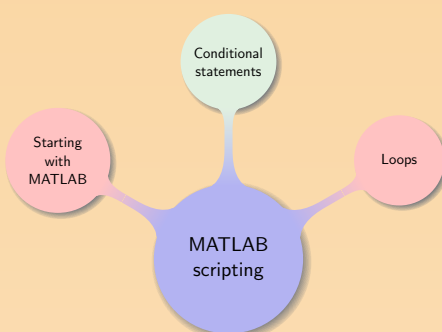 Conditional
statements
Starting
with
MATLAB
Loops
MATLAB
scripting